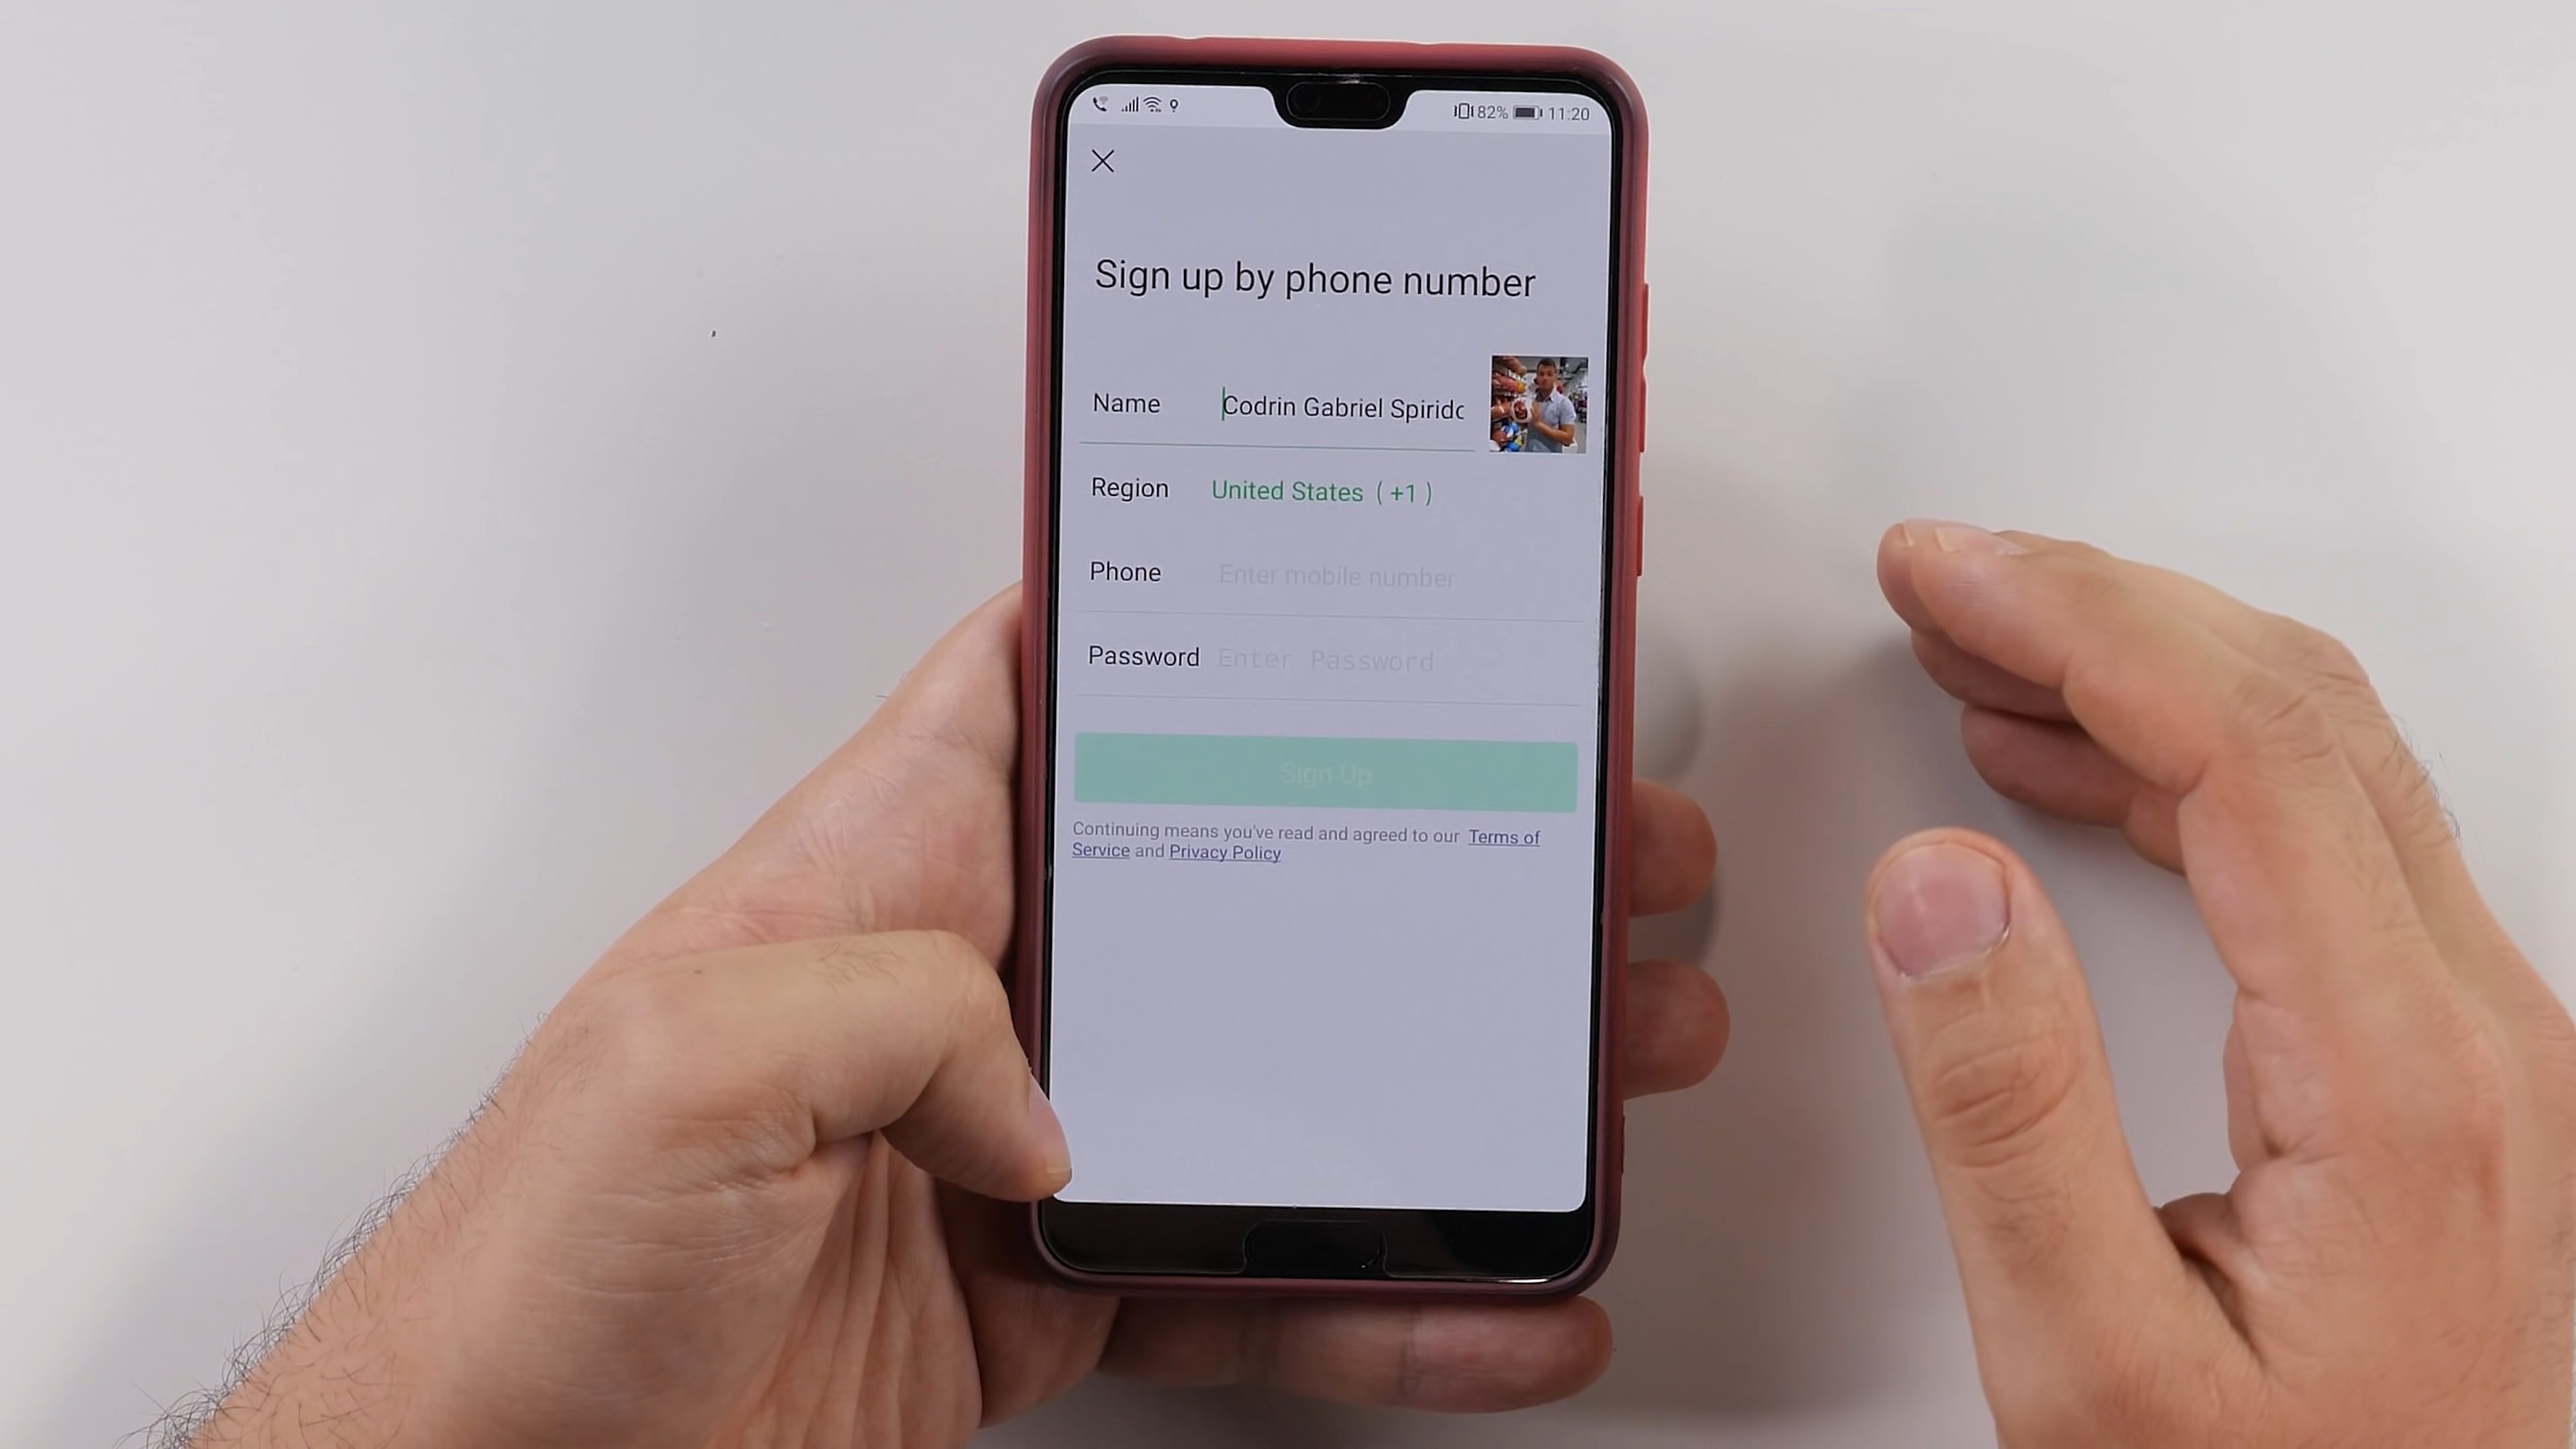 82% 11:20
Sign up by phone number
Name Codrin Gabriel Spirido
Region United States ( +1 )
Phone Enter mobile number
Password Enter Password
Sign Up
Continuing means you've read and agreed to our Terms of
Service and Privacy Policy